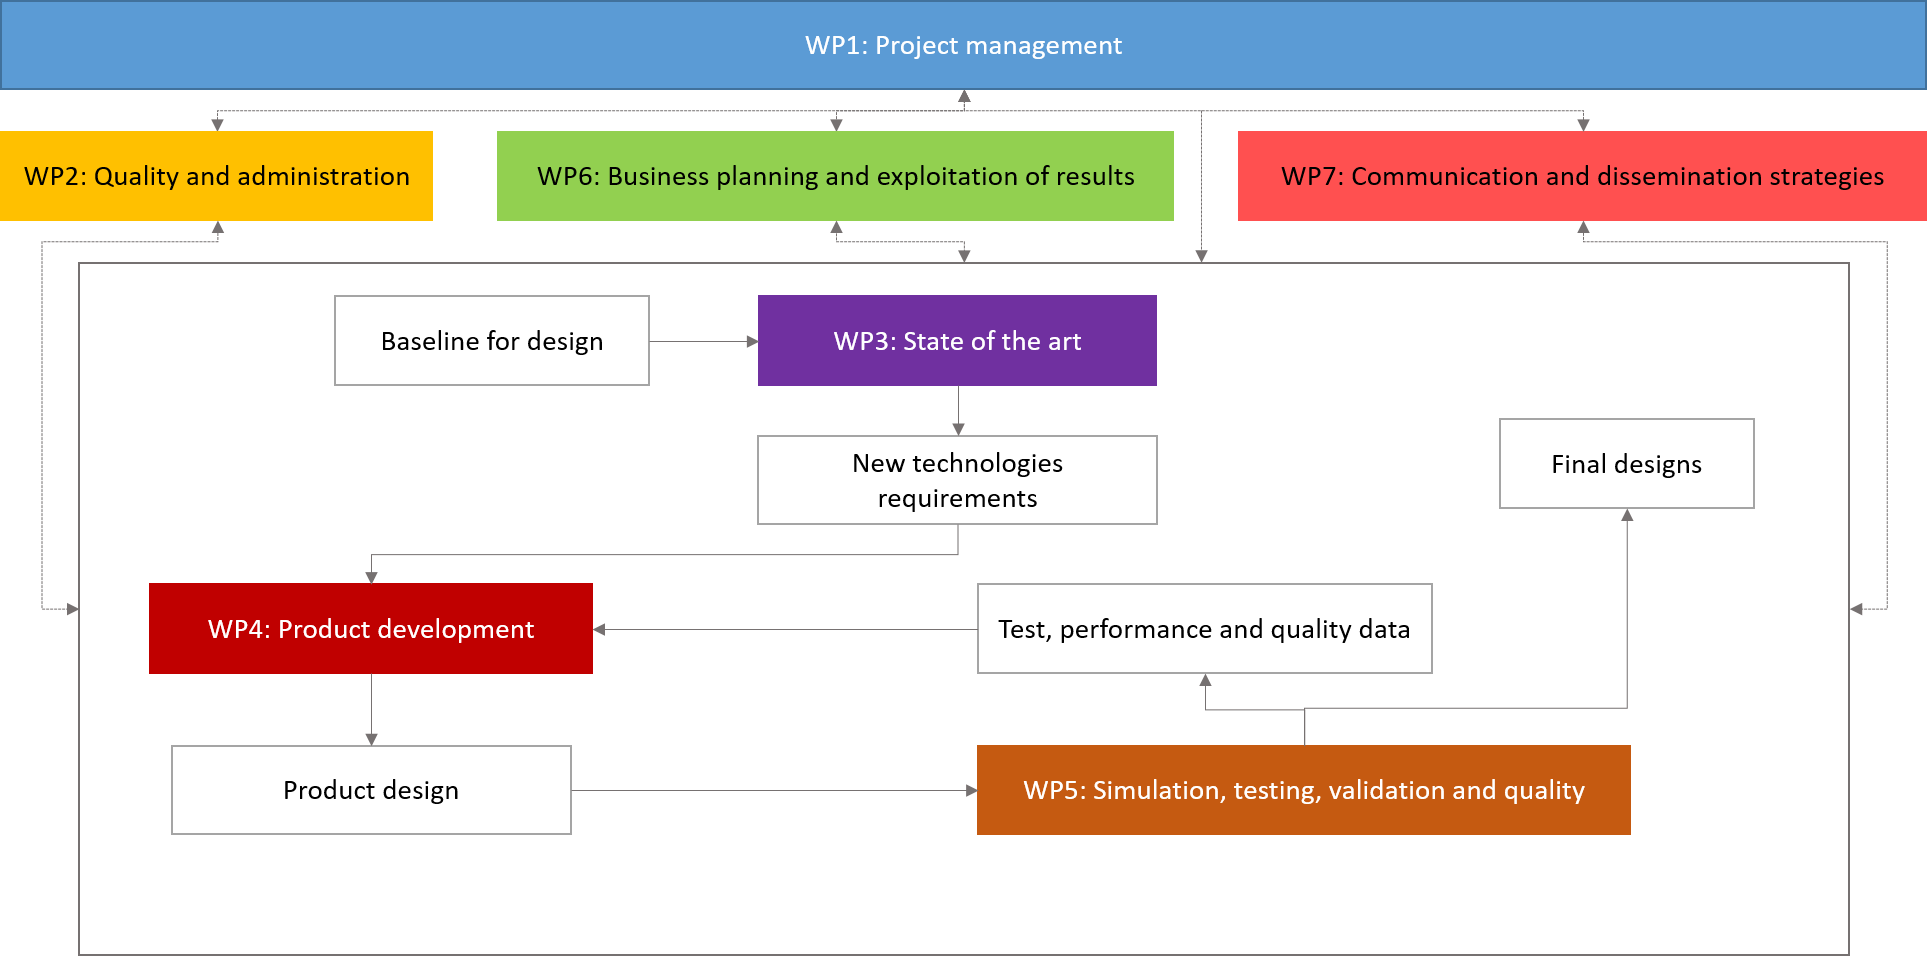 WP1: Project management
WP2: Quality and administration
WP6: Business planning and exploitation of results
WP7: Communication and dissemination strategies
Baseline for design
WP3: State of the art
New technologies
requirements
Final designs
WP4: Product development
Test, performance and quality data
Product design
WP5: Simulation, testing, validation and quality